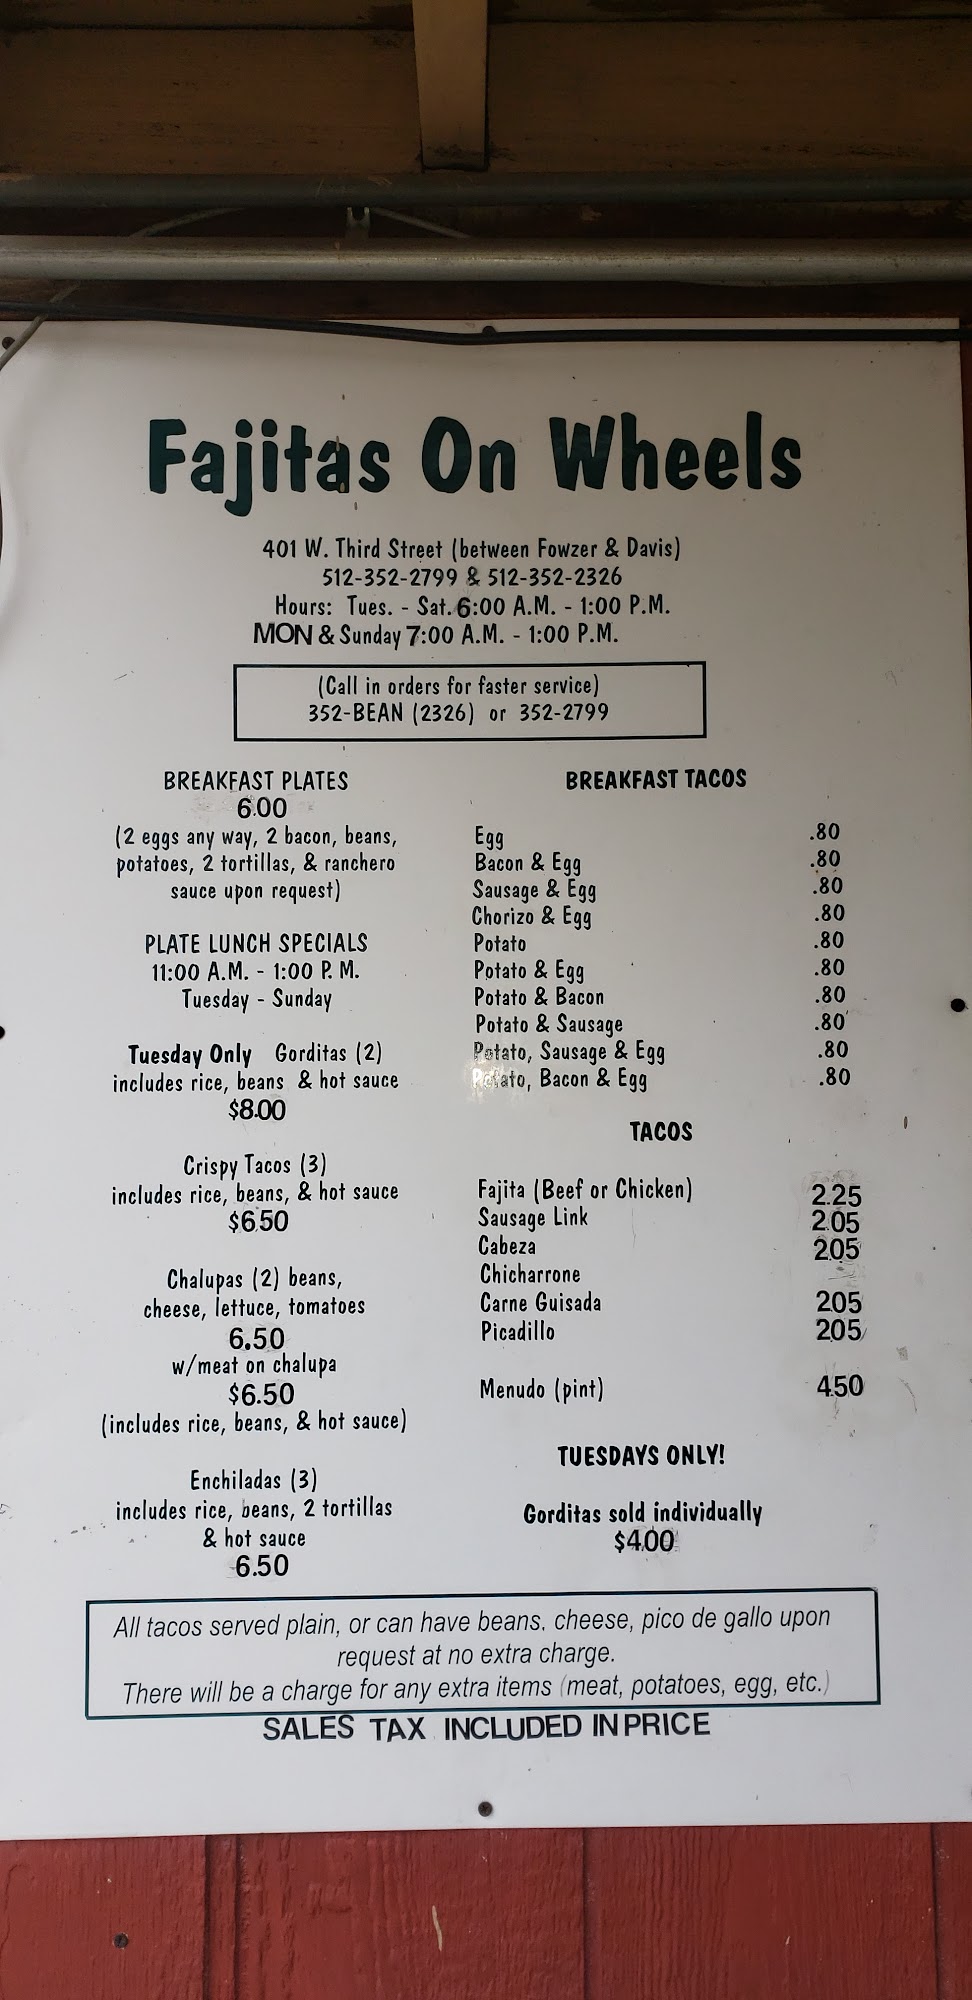 Fajitas On Wheels
401 W. Third Street (between Fowzer & Davis)
512-352-2799 & 512-352-2326
Hours: Tues. - Sat. 6:00 A.M. - 1:00 P.M.
MON & Sunday 7:00 A.M. - 1:00 P.M.
(Call in orders for faster service)
352-BEAN (2326) or 352-2799
BREAKFAST PLATES
6.00
(2 eggs any way, 2 bacon, beans,
potatoes, 2 tortillas, & ranchero
sauce upon request)
PLATE LUNCH SPECIALS
11:00 A.M. - 1:00 P. M.
Tuesday - Sunday
Tuesday Only Gorditas (2)
includes rice, beans & hot sauce
$8.00
Crispy Tacos (3)
includes rice, beans, & hot sauce
$6.50
Chalupas (2) beans,
cheese, lettuce, tomatoes
6.50
w/meat on chalupa
$6.50
(includes rice, beans, & hot sauce)
Enchiladas (3)
includes rice, beans, 2 tortillas
& hot sauce
6.50
BREAKFAST TACOS
Egg .80
Bacon & Egg .80
Sausage & Egg .80
Chorizo & Egg .80
Potato .80
Potato & Egg .80
Potato & Bacon .80
Potato & Sausage .80
Potato, Sausage & Egg .80
Potato, Bacon & Egg .80
TACOS
Fajita (Beef or Chicken) 2.25
Sausage Link 2.05
Cabeza 2.05
Chicharrone
Carne Guisada 2.05
Picadillo 2.05
Menudo (pint) 4.50
TUESDAYS ONLY!
Gorditas sold individually
$4.00
All tacos served plain, or can have beans. cheese, pico de gallo upon
request at no extra charge.
There will be a charge for any extra items (meat, potatoes, egg, etc.)
SALES TAX INCLUDED IN PRICE